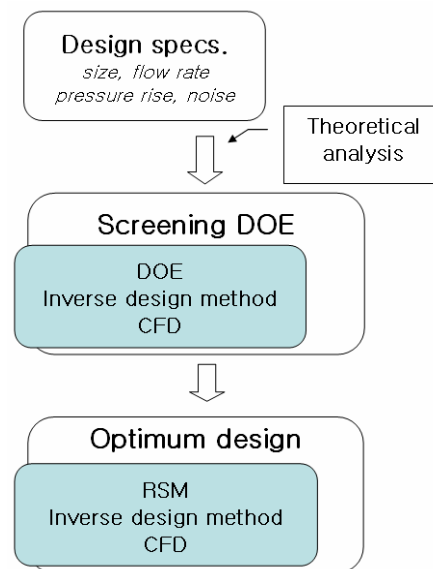 Design specs.
size, flow rate
pressure rise, noise
Theoretical
analysis
Screening DOE
DOE
Inverse design method
CFD
Optimum design
RSM
Inverse design method
CFD